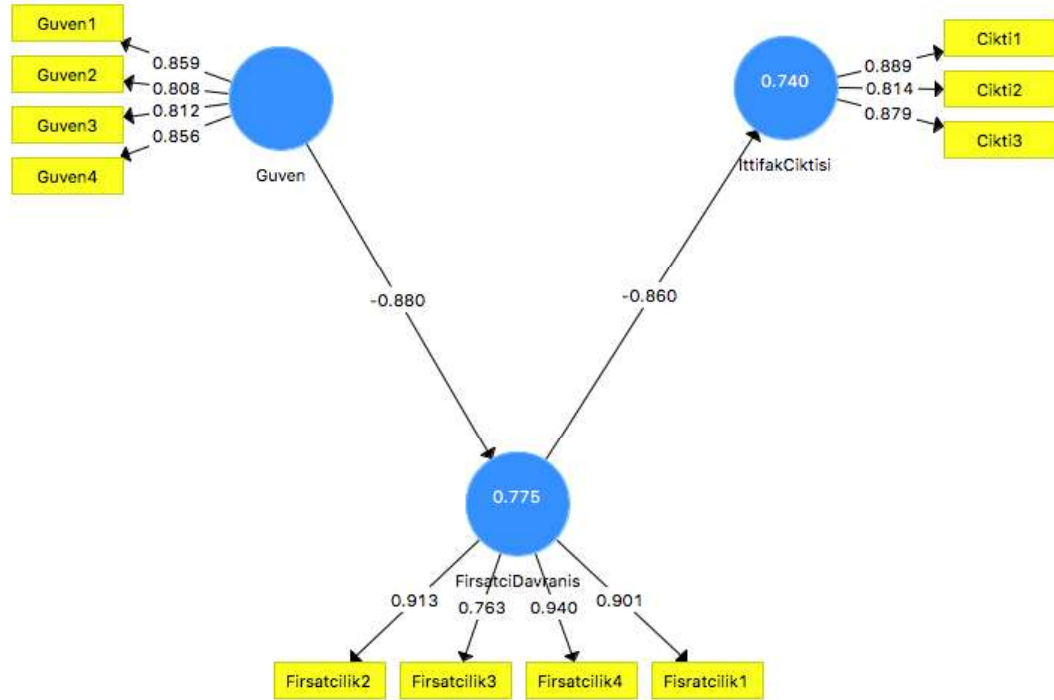 Guven1
Guven2
Guven3
Guven4
0.859
0.808
0.812
0.856
Guven
0.740
IttifakCiktisi
0.889
0.814
0.879
Cikti1
Cikti2
Cikti3
-0.880
-0.860
0.775
FirsatciDavranis
0.913
0.763
0.940
0.901
Firsatcilik2
Firsatcilik3
Firsatcilik4
Fisratcilik1